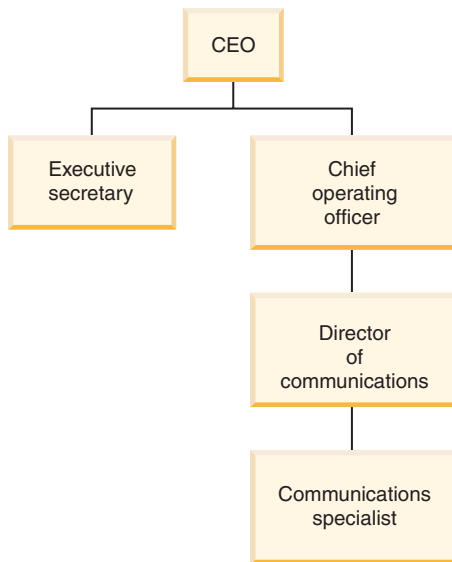 CEO
Executive
secretary
Chief
operating
officer
Director
of
communications
Communications
specialist